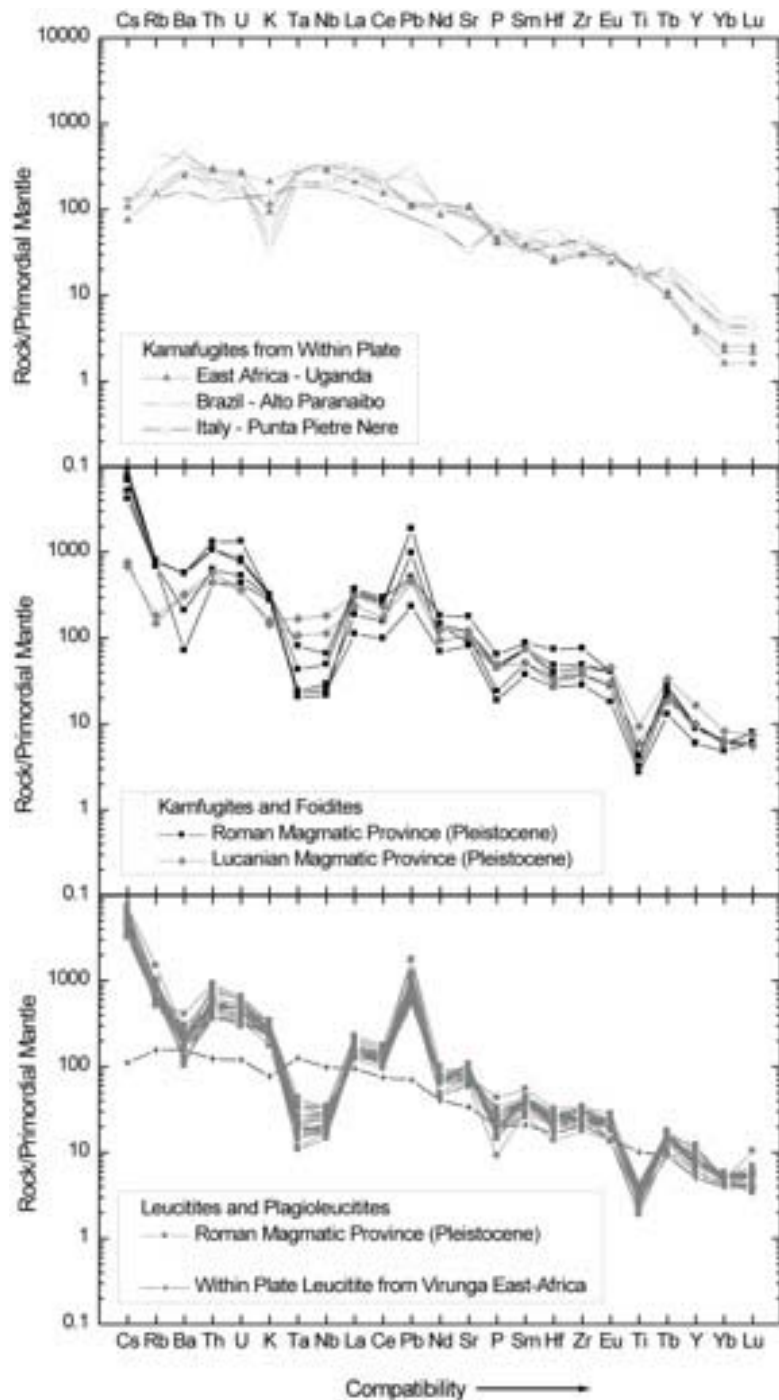 Cs Rb Ba Th U K Ta Nb La Ce Pb Nd Sr P Sm Hf Zr Eu Ti Tb Y Yb Lu
10000
1000
100
10
1
0.1
Rock/Primordial Mantle
Kamafugites from Within Plate
East Africa - Uganda
Brazil - Alto Paranaibo
Italy - Punta Pietre Nere
1000
100
10
1
0.1
Rock/Primordial Mantle
Kamfugites and Foidites
Roman Magmatic Province (Pleistocene)
Lucanian Magmatic Province (Pleistocene)
1000
100
10
1
0.1
Rock/Primordial Mantle
Leucitites and Plagioleucitites
Roman Magmatic Province (Pleistocene)
Within Plate Leucitite from Virunga East-Africa
Cs Rb Ba Th U K Ta Nb La Ce Pb Nd Sr P Sm Hf Zr Eu Ti Tb Y Yb Lu
Compatibility